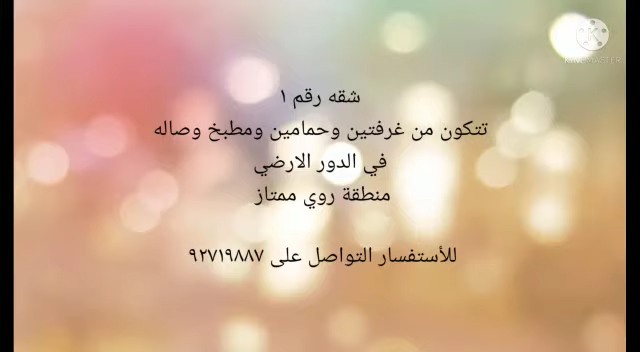 شقه رقم ١
تتكون من غرفتين وحمامين ومطبخ وصاله
في الدور الارضي
منطقة روي ممتاز
للأستفسار التواصل على ٩٢٧١٩٨٨٧
KINEMASTER